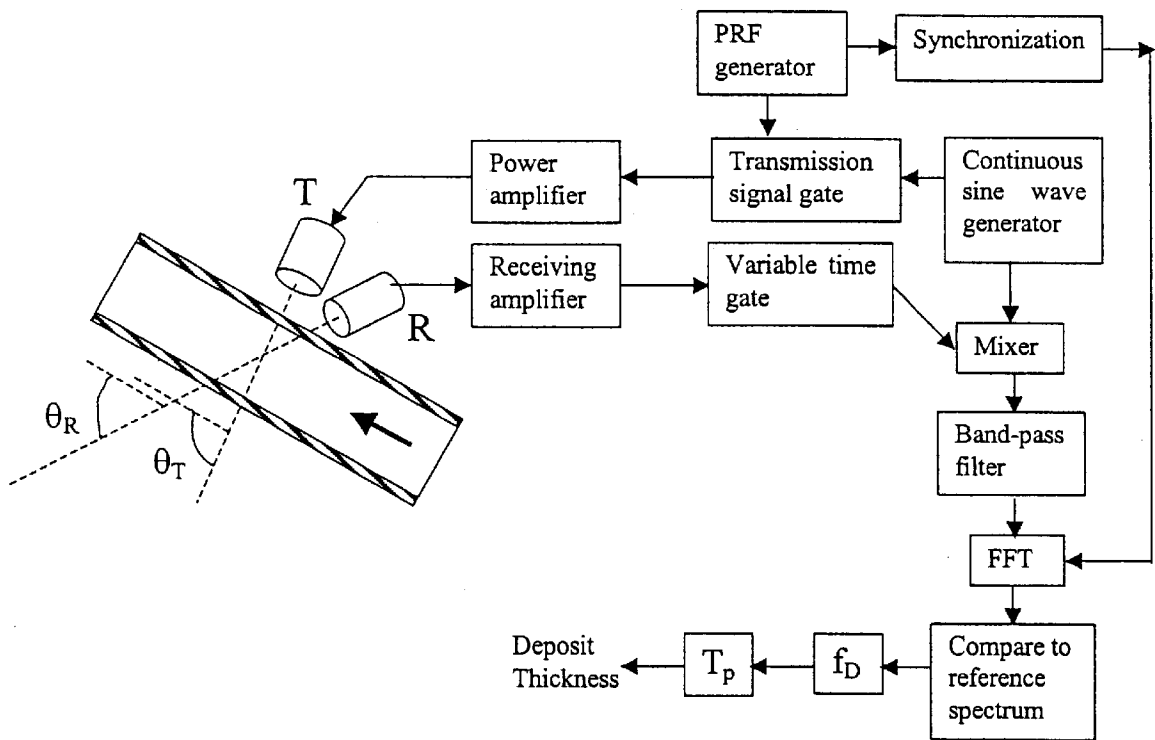 PRF
generator
Synchronization
Power
amplifier
Transmission
signal gate
Continuous
sine wave
generator
T
Receiving
amplifier
Variable time
gate
R
Mixer
θR
θT
Band-pass
filter
FFT
Deposit
Thickness
Tp
fD
Compare to
reference
spectrum